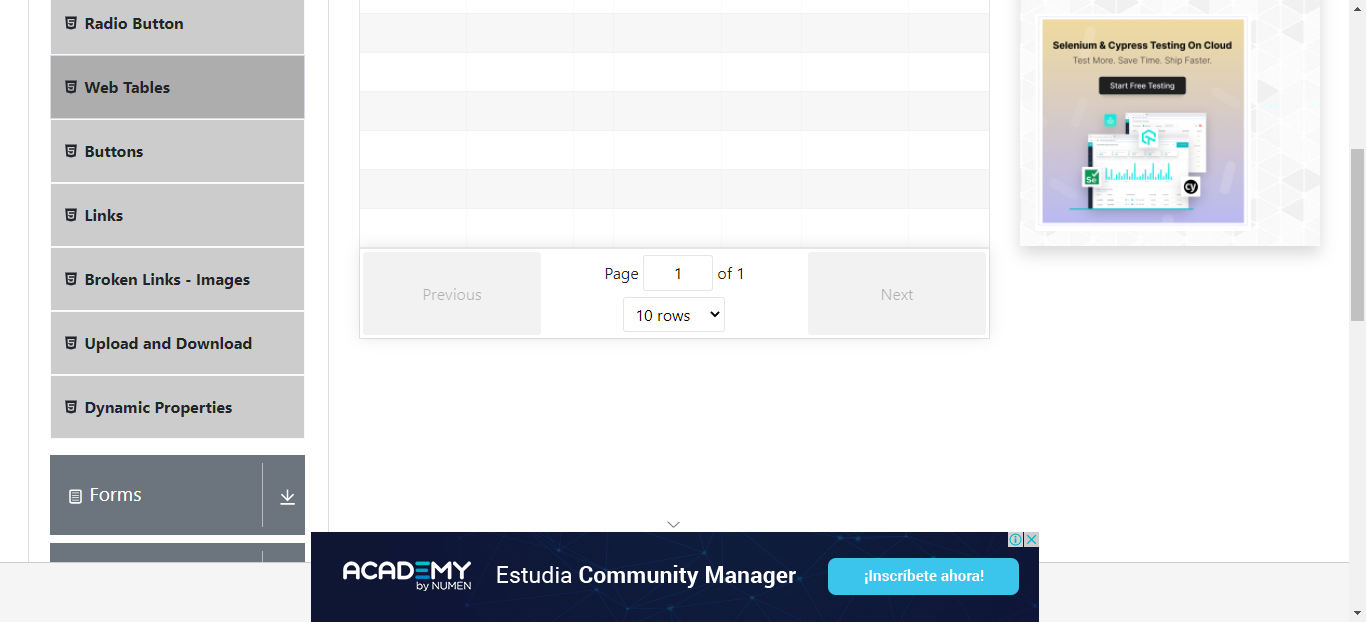 Radio Button
Web Tables
Buttons
Links
Broken Links - Images
Upload and Download
Dynamic Properties
Forms
Previous
Page 1 of 1
10 rows
Next
Selenium & Cypress Testing On Cloud
Test More. Save Time. Ship Faster.
Start Free Testing
Se
cy
ACADEMY
by NUMEN
Estudia Community Manager
¡Inscríbete ahora!